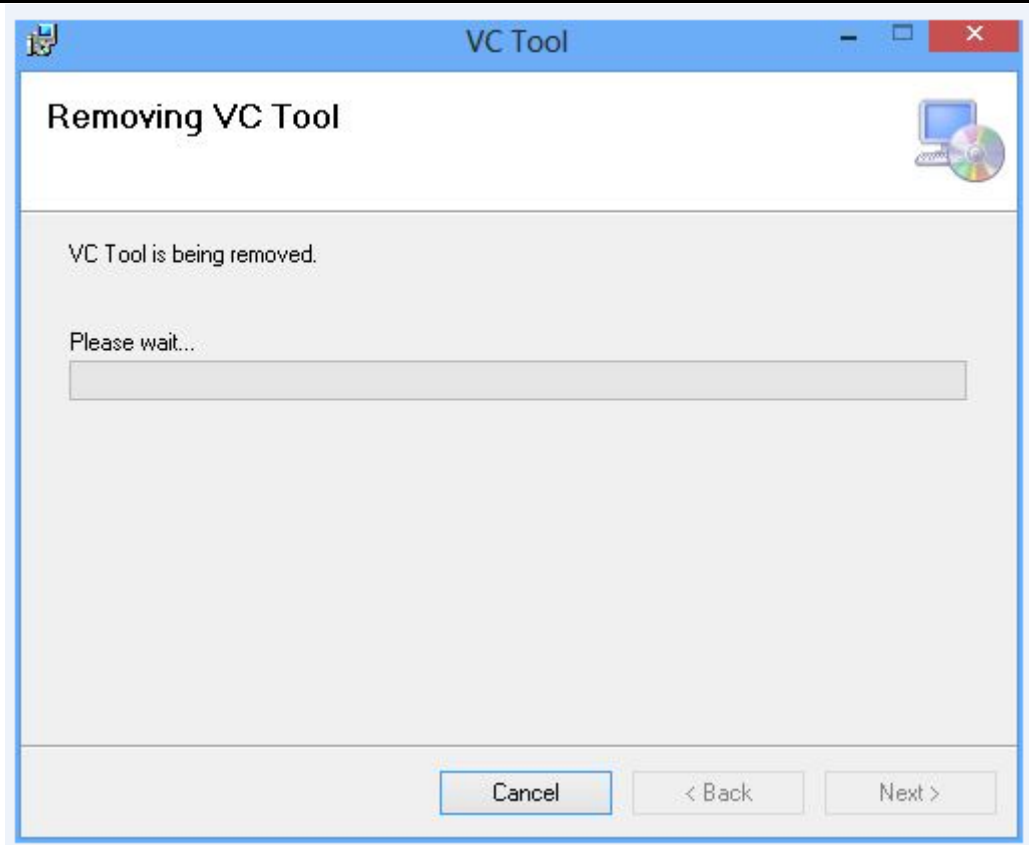 VC Tool
Removing VC Tool
VC Tool is being removed.
Please wait...
Cancel
< Back
Next >